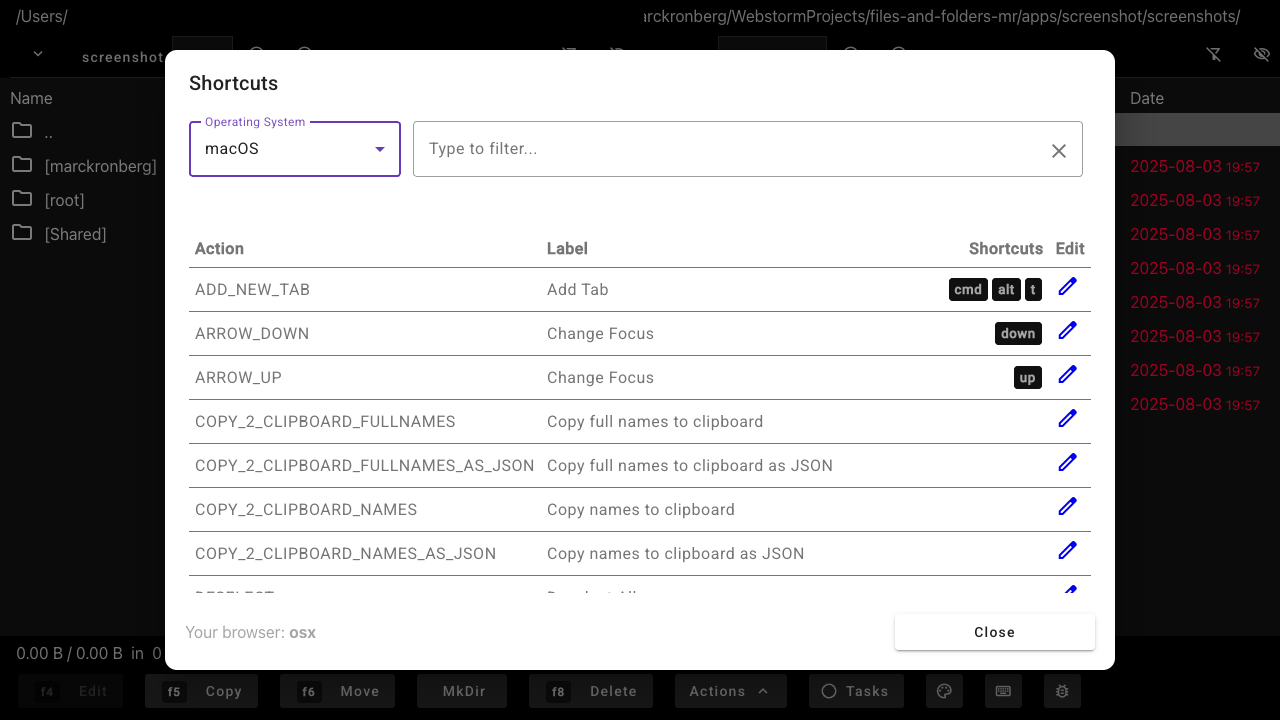 /Users/
rckronberg/WebstormProjects/files-and-folders-mr/apps/screenshot/screenshots/
screenshot
Name
Date
..
[marckronberg]
[root]
[Shared]
2025-08-03 19:57
2025-08-03 19:57
2025-08-03 19:57
2025-08-03 19:57
2025-08-03 19:57
2025-08-03 19:57
2025-08-03 19:57
2025-08-03 19:57
Shortcuts
Operating System
macOS
Type to filter...
Action Label Shortcuts Edit
ADD_NEW_TAB Add Tab cmd alt t
ARROW_DOWN Change Focus down
ARROW_UP Change Focus up
COPY_2_CLIPBOARD_FULLNAMES Copy full names to clipboard
COPY_2_CLIPBOARD_FULLNAMES_AS_JSON Copy full names to clipboard as JSON
COPY_2_CLIPBOARD_NAMES Copy names to clipboard
COPY_2_CLIPBOARD_NAMES_AS_JSON Copy names to clipboard as JSON
Your browser: osx
Close
0.00 B / 0.00 B in 0
f4 Edit f5 Copy f6 Move MkDir f8 Delete Actions Tasks